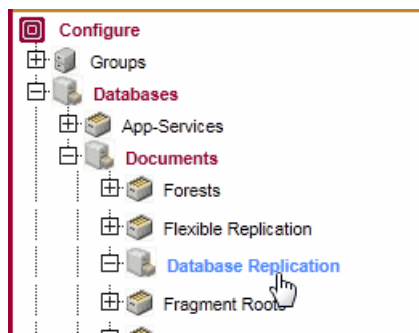 Configure
Groups
Databases
App-Services
Documents
Forests
Flexible Replication
Database Replication
Fragment Roots